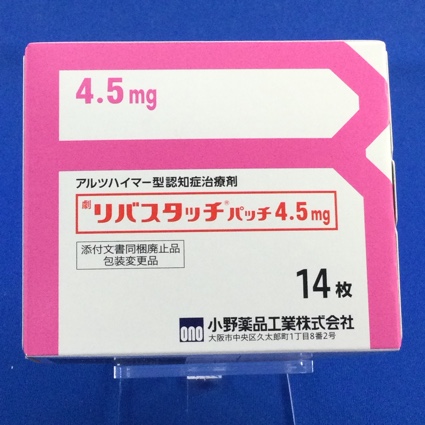 4.5mg
アルツハイマー型認知症治療剤
劇 リバスタッチ®パッチ4.5mg
添付文書同梱廃止品
包装変更品
14枚
ono 小野薬品工業株式会社
大阪市中央区久太郎町1丁目8番2号